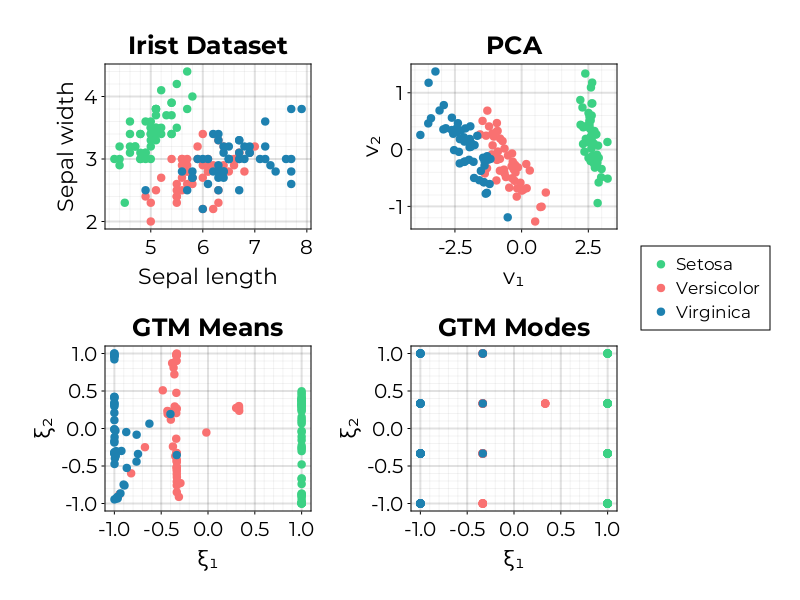 Irist Dataset
Sepal width
4
3
2
5 6 7 8
Sepal length
PCA
v₂
1
0
-1
-2.5 0.0 2.5
v₁
Setosa
Versicolor
Virginica
GTM Means
ξ₂
1.0
0.5
0.0
-0.5
-1.0
-1.0 -0.5 0.0 0.5 1.0
ξ₁
GTM Modes
ξ₂
1.0
0.5
0.0
-0.5
-1.0
-1.0 -0.5 0.0 0.5 1.0
ξ₁